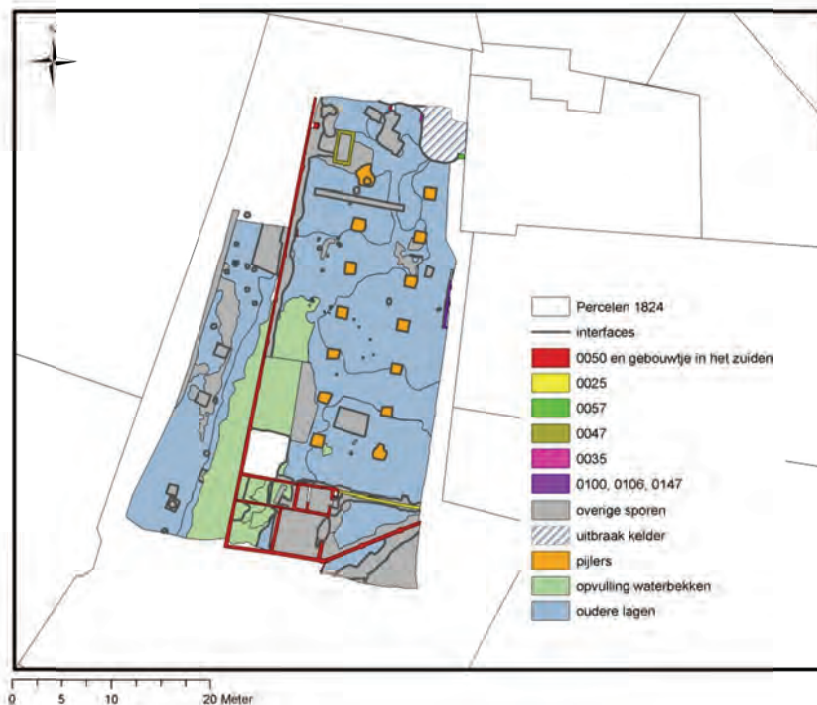 Percelen 1824
interfaces
0050 en gebouwtje in het zuiden
0025
0057
0047
0035
0100, 0106, 0147
overige sporen
uitbraak kelder
pijlers
opvulling waterbekken
oudere lagen
0 5 10 20 Meter